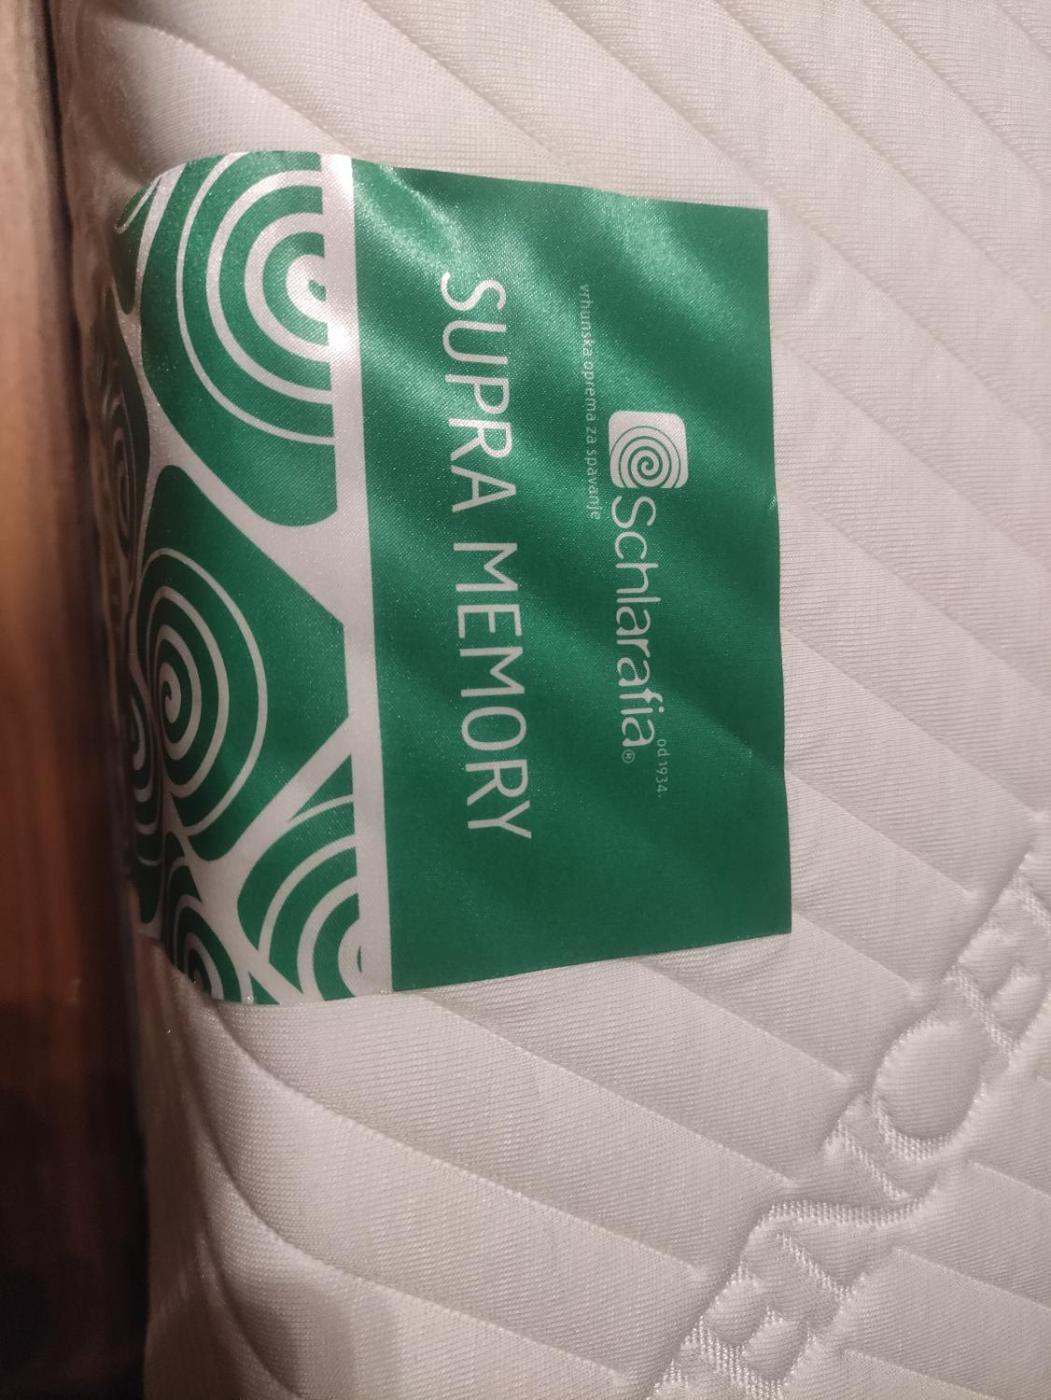 od 1934.
Schlarafia®
vrhunska oprema za spavanje
SUPRA MEMORY